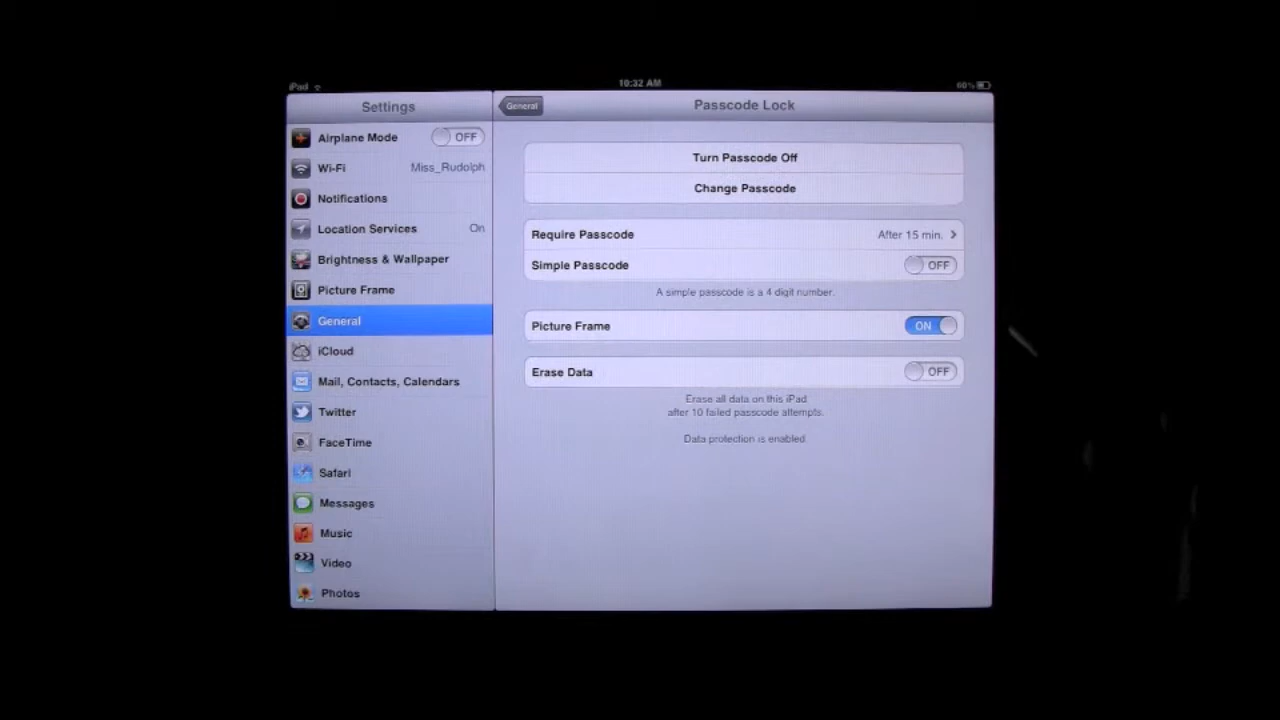 iPad
10:32 AM
60%
Settings
General
Passcode Lock
Airplane Mode OFF
Wi-Fi Miss_Rudolph
Notifications
Location Services On
Brightness & Wallpaper
Picture Frame
General
iCloud
Mail, Contacts, Calendars
Twitter
FaceTime
Safari
Messages
Music
Video
Photos
Turn Passcode Off
Change Passcode
Require Passcode After 15 min.
Simple Passcode OFF
A simple passcode is a 4 digit number.
Picture Frame ON
Erase Data OFF
Erase all data on this iPad
after 10 failed passcode attempts.
Data protection is enabled.